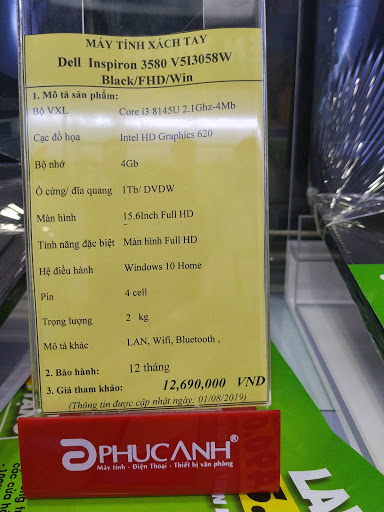 MÁY TÍNH XÁCH TAY
Dell Inspiron 3580 V5I3058W
Black/FHD/Win
1. Mô tả sản phẩm:
Bộ VXL Core i3 8145U 2.1Ghz-4Mb
Cạc đồ họa Intel HD Graphics 620
Bộ nhớ 4Gb
Ổ cứng/ đĩa quang 1Tb/ DVDW
Màn hình 15.6Inch Full HD
Tính năng đặc biệt Màn hình Full HD
Hệ điều hành Windows 10 Home
Pin 4 cell
Trọng lượng 2 kg
Mô tả khác LAN, Wifi, Bluetooth ,
2. Bảo hành: 12 tháng
3. Giá tham khảo: 12,690,000 VND
(Thông tin được cập nhật ngày: 01/08/2019)
PHUCANH®
Máy tính - Điện Thoại - Thiết bị văn phòng
LA